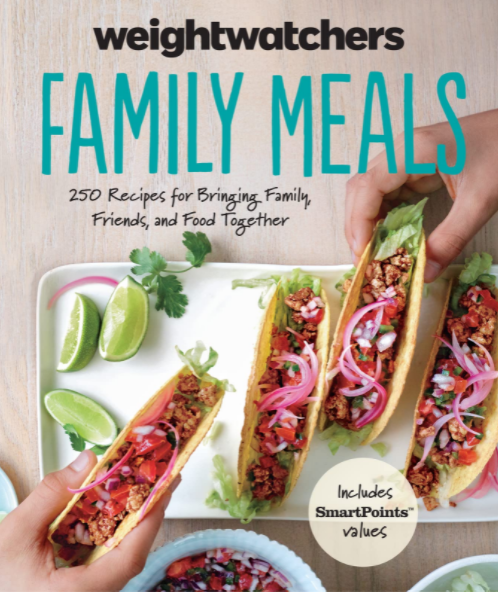 weightwatchers
FAMILY MEALS
250 Recipes for Bringing Family,
Friends, and Food Together
Includes
SmartPoints™
values